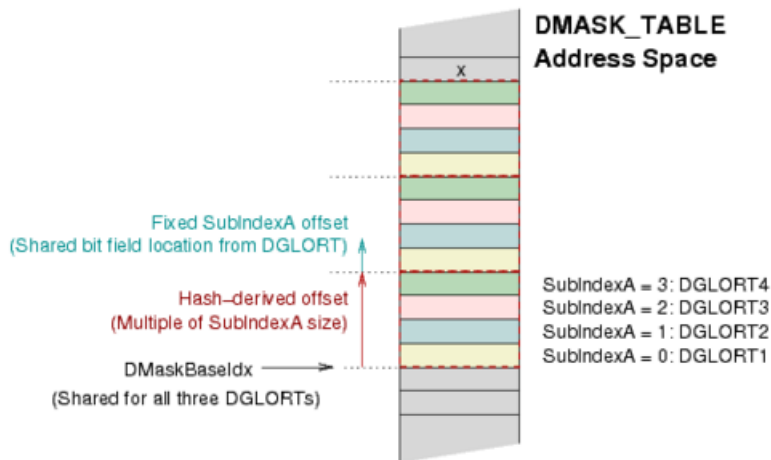 DMASK_TABLE
Address Space
x
Fixed SubIndexA offset
(Shared bit field location from DGLORT)
Hash-derived offset
(Multiple of SubIndexA size)
SubIndexA = 3: DGLORT4
SubIndexA = 2: DGLORT3
SubIndexA = 1: DGLORT2
SubIndexA = 0: DGLORT1
DMaskBaseIdx
(Shared for all three DGLORTs)